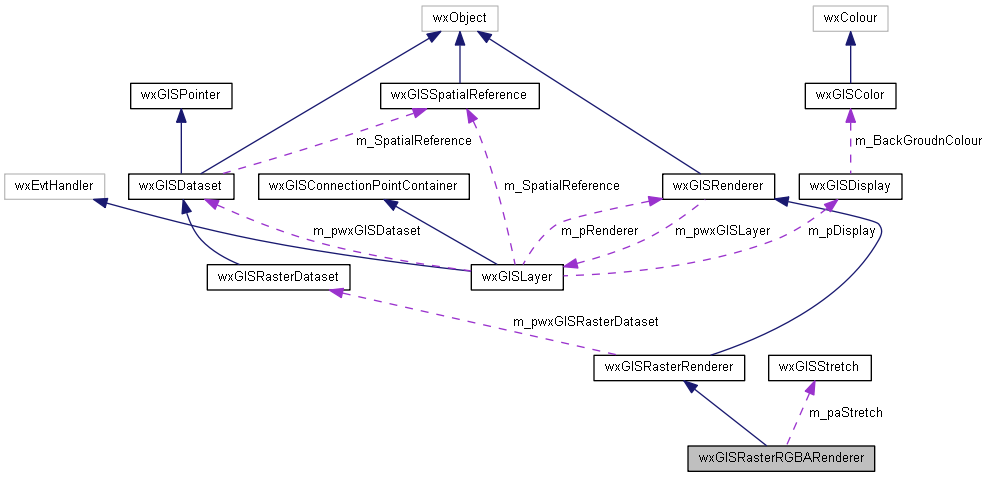 wxObject
wxColour
wxGISPointer
wxGISSpatialReference
wxGISColor
m_SpatialReference
m_BackGroudnColour
wxEvtHandler
wxGISDataset
wxGISConnectionPointContainer
m_SpatialReference
wxGISRenderer
wxGISDisplay
m_pwxGISDataset
m_pRenderer
m_pwxGISLayer
m_pDisplay
wxGISRasterDataset
wxGISLayer
m_pwxGISRasterDataset
wxGISRasterRenderer
wxGISStretch
m_paStretch
wxGISRasterRGBARenderer